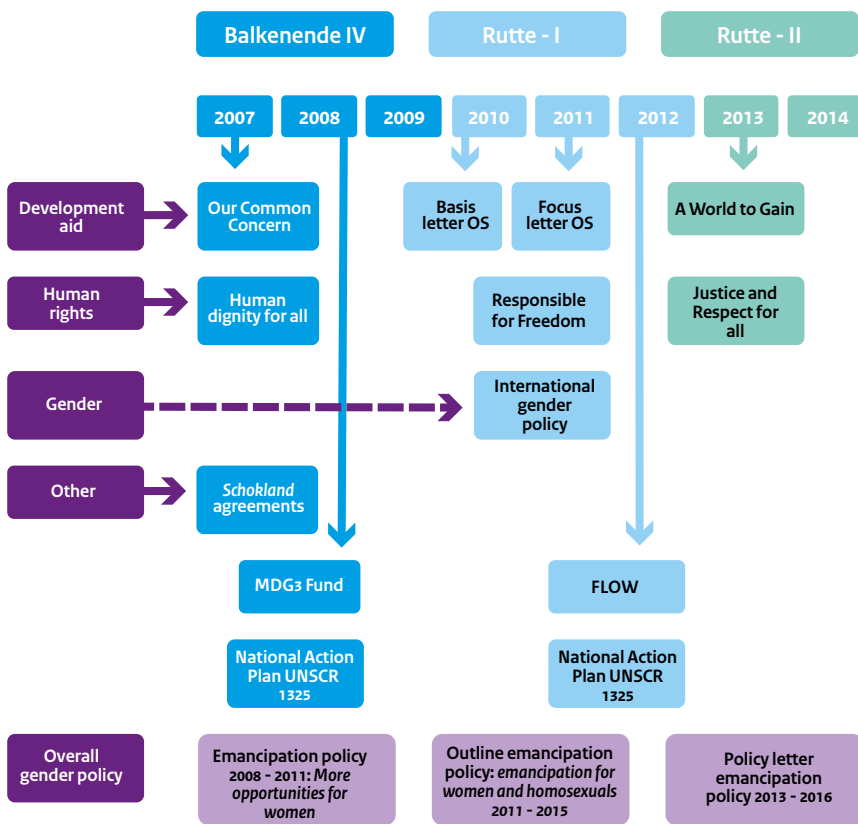 Balkenende IV
Rutte - I
Rutte - II
2007
2008
2009
2010
2011
2012
2013
2014
Development
aid
Our Common
Concern
Basis
letter OS
Focus
letter OS
A World to Gain
Human
rights
Human
dignity for all
Responsible
for Freedom
Justice and
Respect for
all
Gender
International
gender
policy
Other
Schokland
agreements
MDG3 Fund
FLOW
National Action
Plan UNSCR
1325
National Action
Plan UNSCR
1325
Overall
gender policy
Emancipation policy
2008 - 2011: More
opportunities for
women
Outline emancipation
policy: emancipation for
women and homosexuals
2011 - 2015
Policy letter
emancipation
policy 2013 - 2016